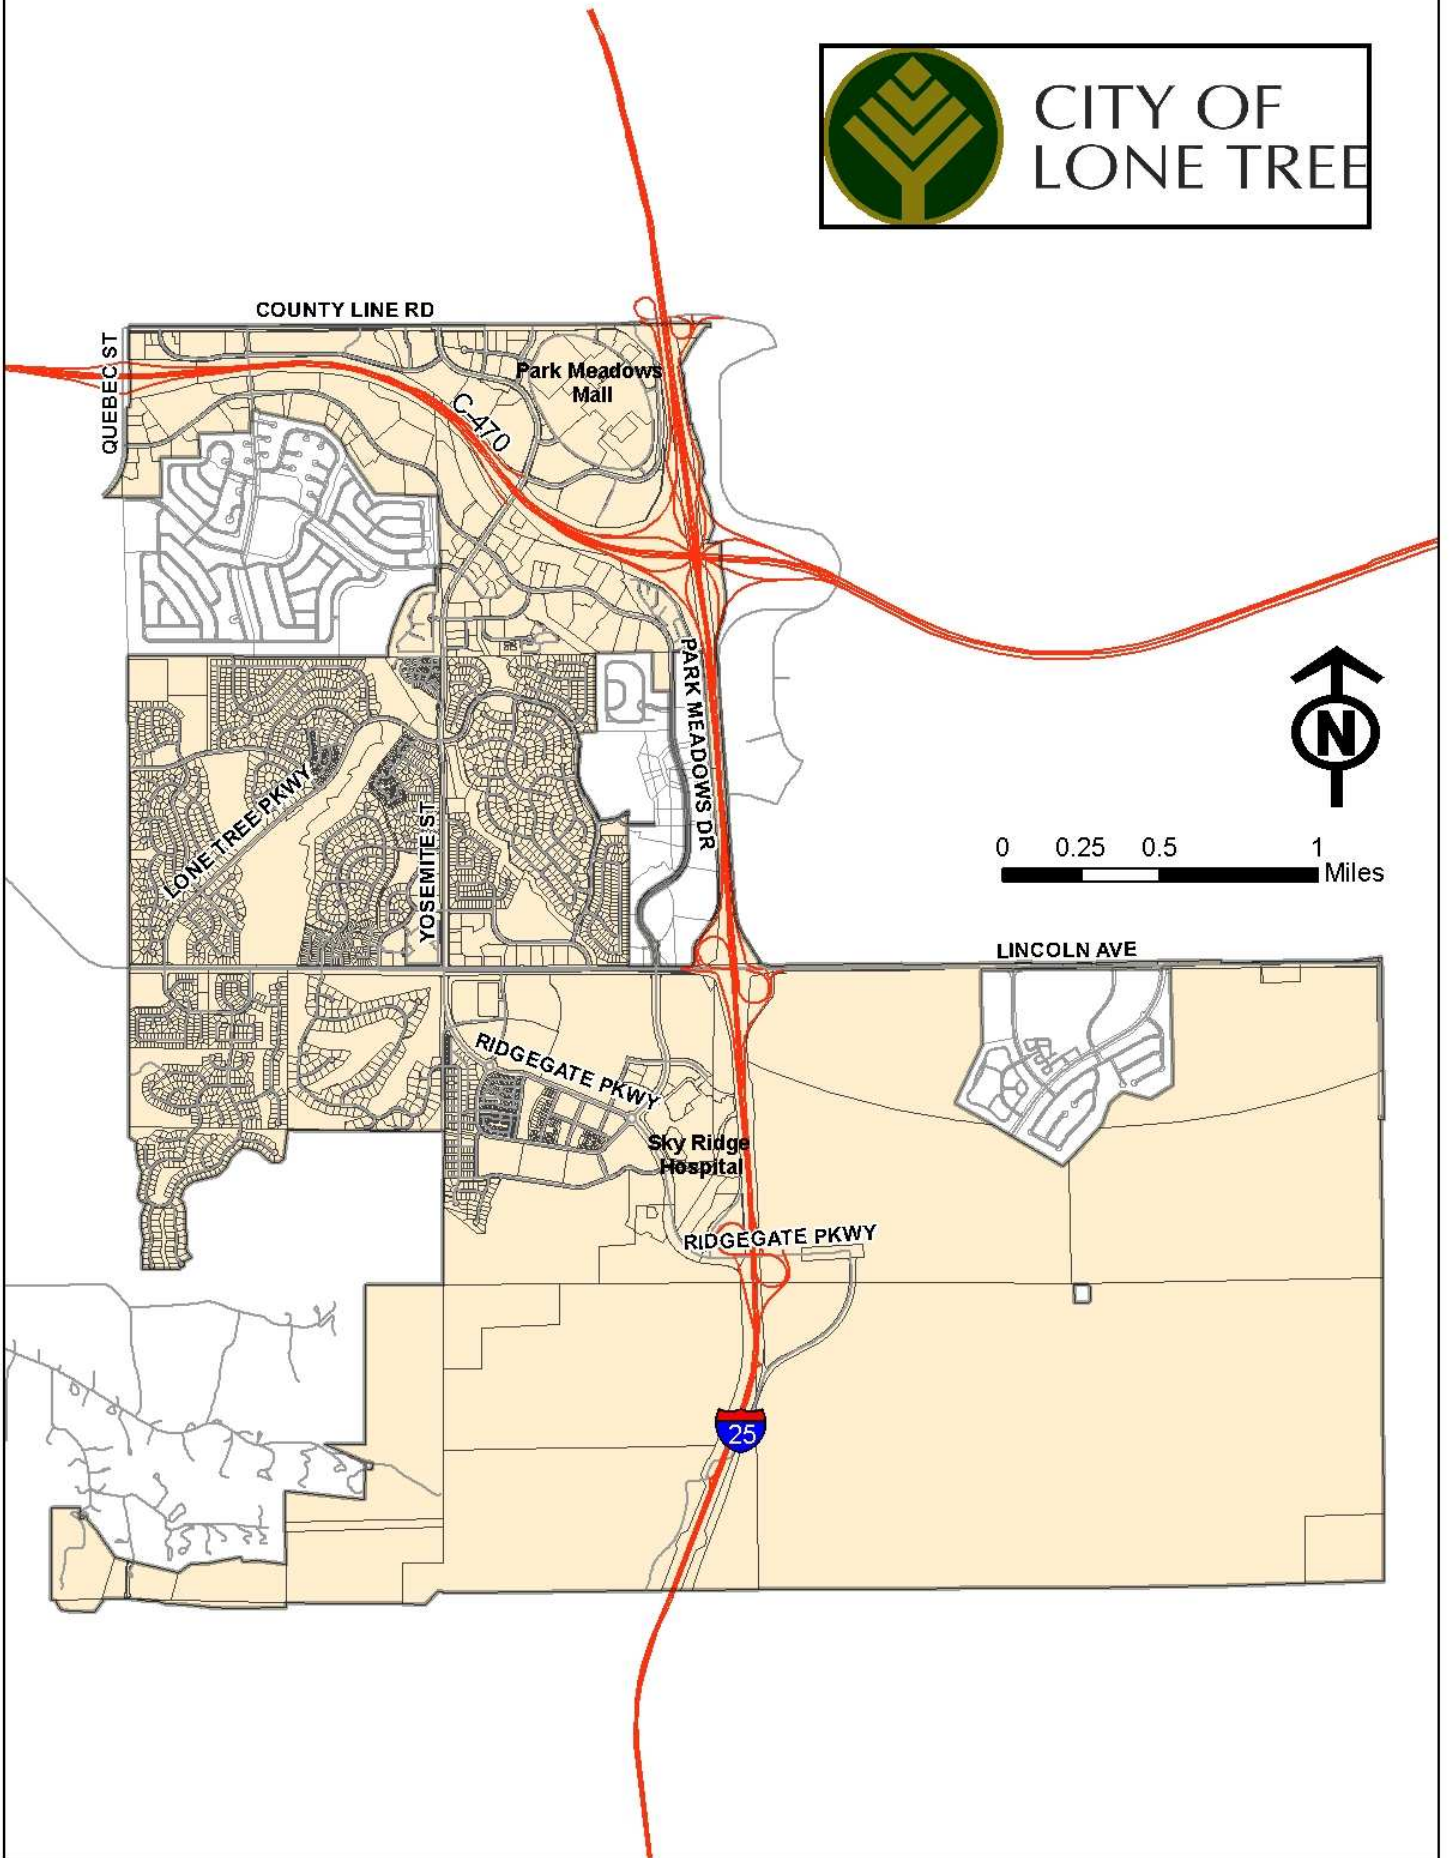 CITY OF
LONE TREE
COUNTY LINE RD
QUEBEC ST
Park Meadows
Mall
C-470
PARK MEADOWS DR
N
LONE TREE PKWY
YOSEMITE ST
0 0.25 0.5 1
Miles
LINCOLN AVE
RIDGEGATE PKWY
Sky Ridge
Hospital
RIDGEGATE PKWY
25